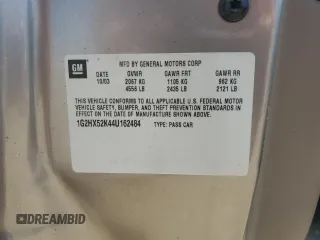 GM
MFD BY GENERAL MOTORS CORP
DATE GVWR GAWR FRT GAWR RR
10/03 2067 KG 1105 KG 962 KG
4556 LB 2435 LB 2121 LB
THIS VEHICLE CONFORMS TO ALL APPLICABLE U.S. FEDERAL MOTOR
VEHICLE SAFETY, BUMPER, AND THEFT PREVENTION STANDARDS IN
EFFECT ON THE DATE OF MANUFACTURE SHOWN ABOVE.
1G2HX52K44U162484 TYPE: PASS CAR
DREAMBID